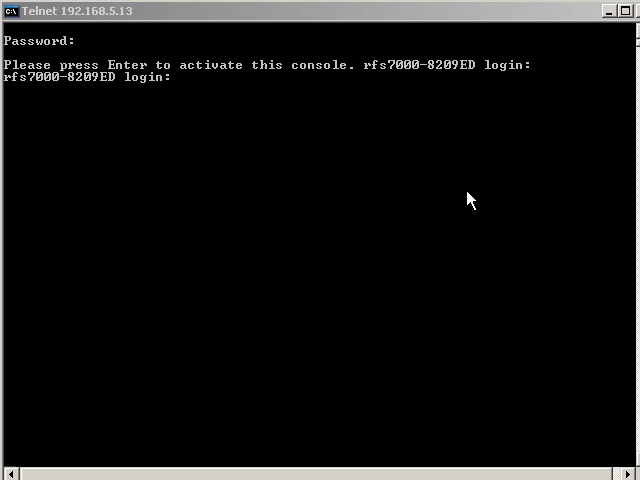 Telnet 192.168.5.13
Password:
Please press Enter to activate this console. rfs7000-8209ED login:
rfs7000-8209ED login: